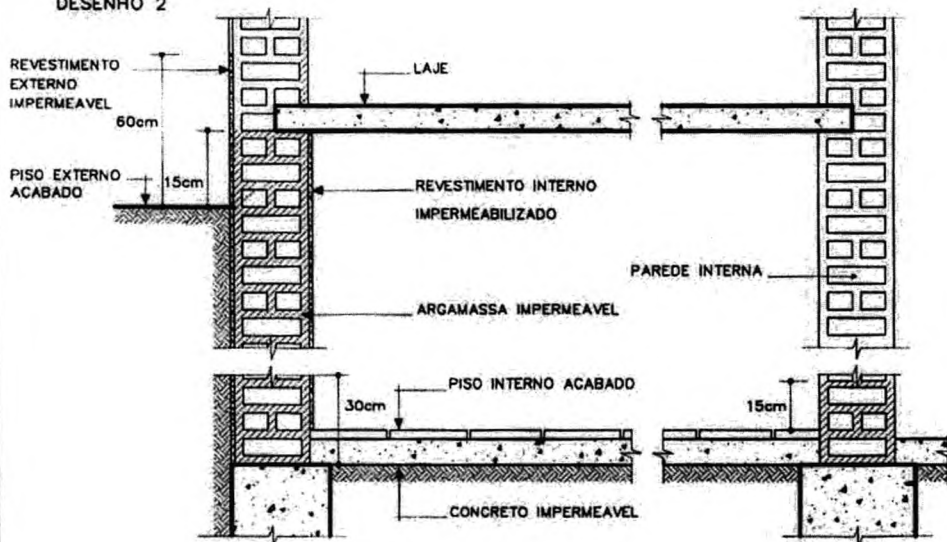 DESENHO 2
REVESTIMENTO
EXTERNO
IMPERMEAVEL
LAJE
60cm
PISO EXTERNO
ACABADO
15cm
REVESTIMENTO INTERNO
IMPERMEABILIZADO
PAREDE INTERNA
ARGAMASSA IMPERMEAVEL
30cm
PISO INTERNO ACABADO
15cm
CONCRETO IMPERMEAVEL